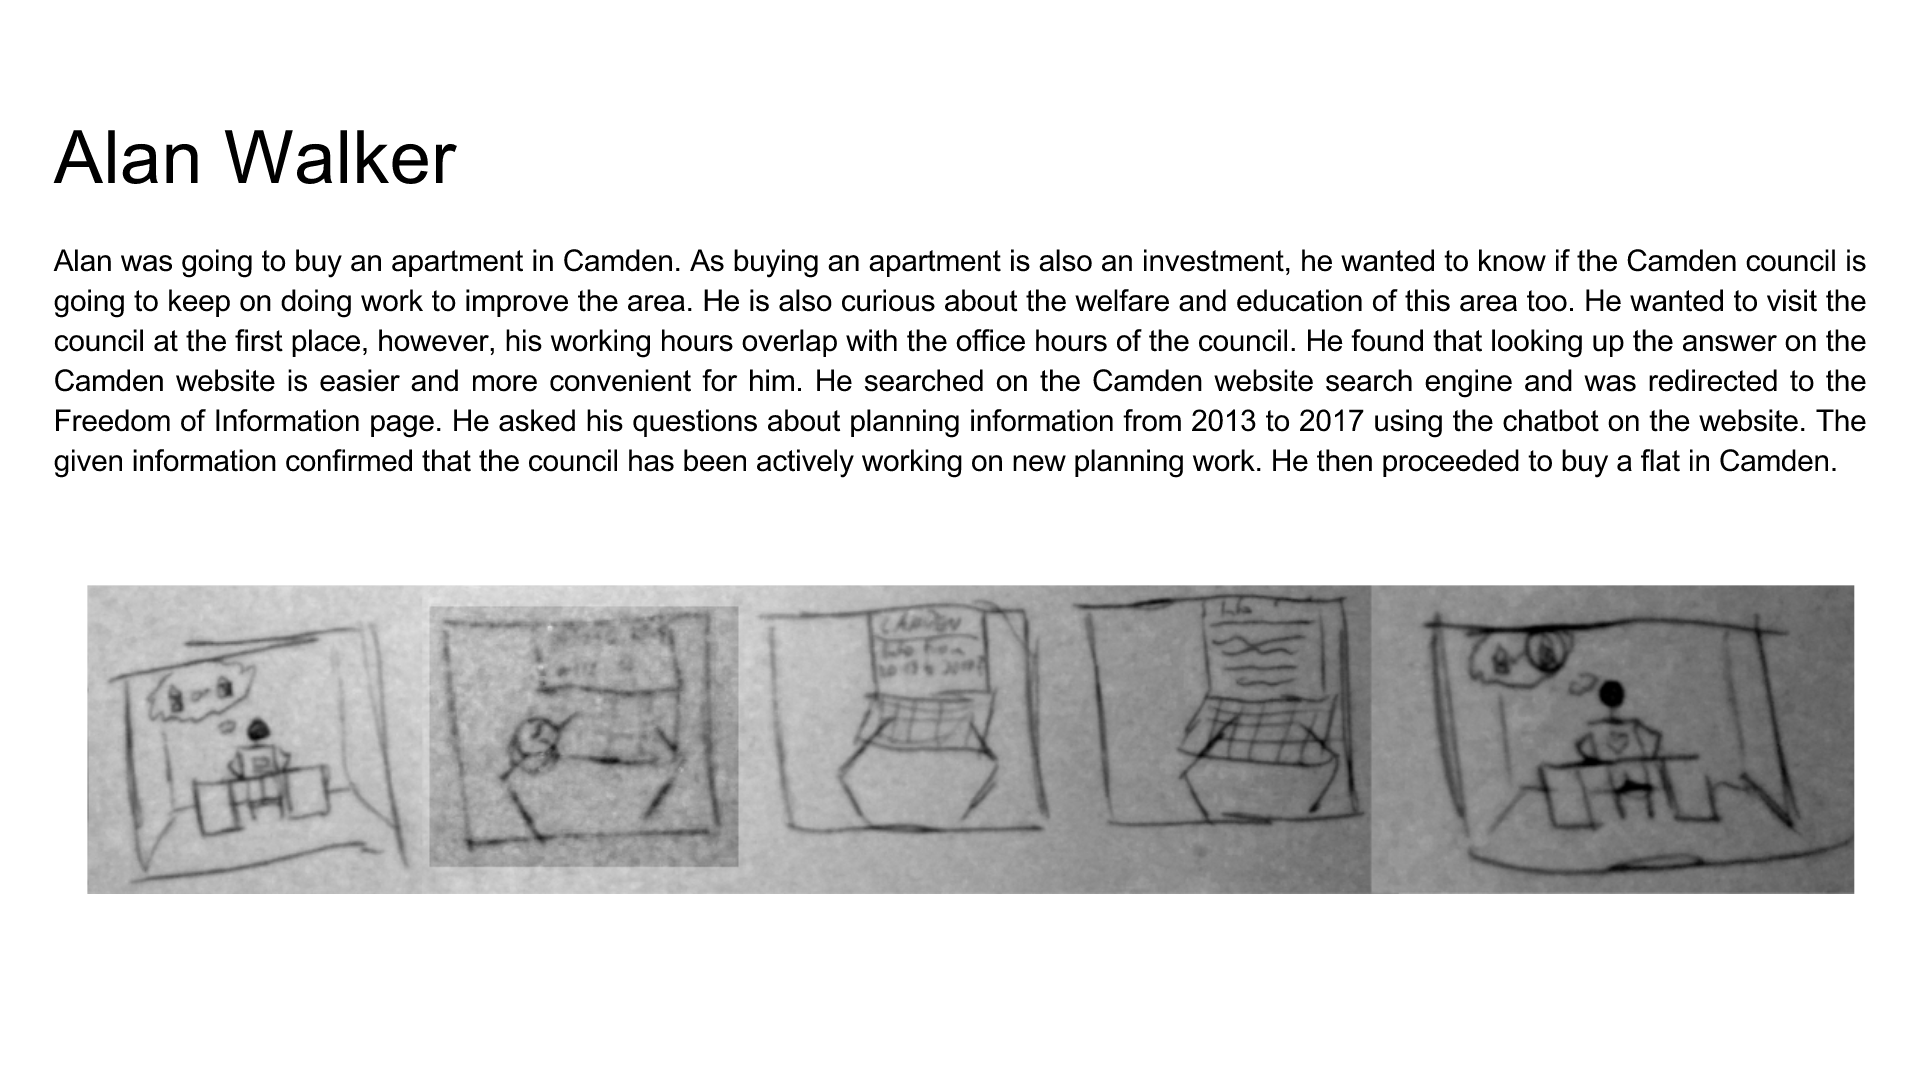 Alan Walker
Alan was going to buy an apartment in Camden. As buying an apartment is also an investment, he wanted to know if the Camden council is
going to keep on doing work to improve the area. He is also curious about the welfare and education of this area too. He wanted to visit the
council at the first place, however, his working hours overlap with the office hours of the council. He found that looking up the answer on the
Camden website is easier and more convenient for him. He searched on the Camden website search engine and was redirected to the
Freedom of Information page. He asked his questions about planning information from 2013 to 2017 using the chatbot on the website. The
given information confirmed that the council has been actively working on new planning work. He then proceeded to buy a flat in Camden.
CAMDEN
Info from
2013 to 2017?
Info
or